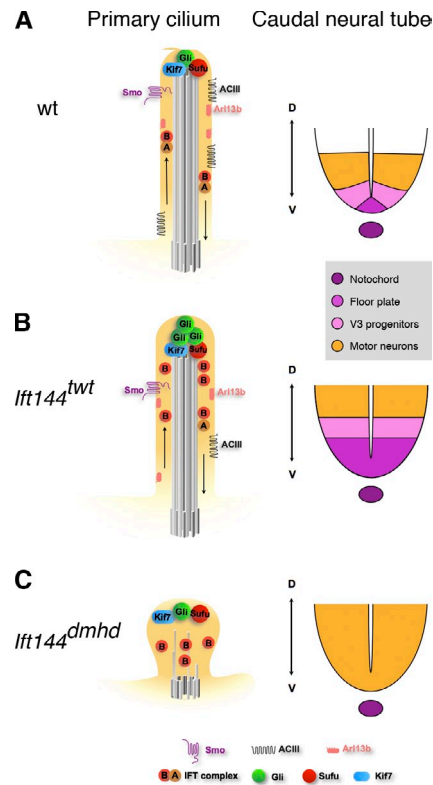 A
Primary cilium
Caudal neural tube
wt
Gli
Kif7
Sufu
Smo
ACIII
Arl13b
B
A
B
A
D
V
Notochord
Floor plate
V3 progenitors
Motor neurons
B
Ift144twt
Gli
Gli
Gli
Kif7
Sufu
B
B
B
Smo
Arl13b
B
B
A
ACIII
D
V
C
Ift144dmhd
Kif7
Gli
Sufu
B
B
B
B
D
V
Smo
ACIII
Arl13b
B A IFT complex
Gli
Sufu
Kif7